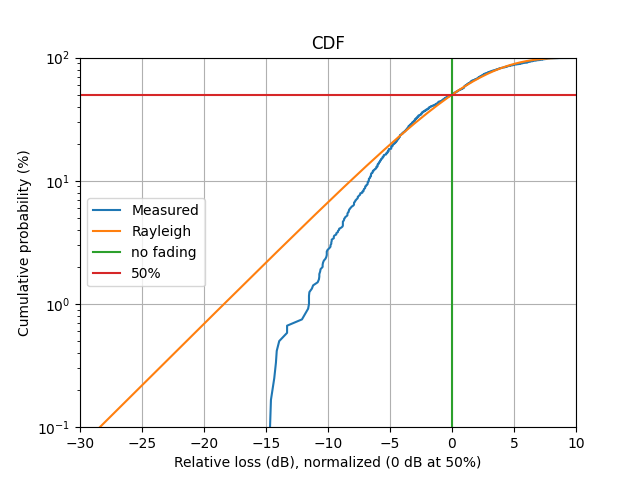 CDF
Cumulative probability (%)
10²
10¹
10⁰
10⁻¹
Measured
Rayleigh
no fading
50%
−30 −25 −20 −15 −10 −5 0 5 10
Relative loss (dB), normalized (0 dB at 50%)